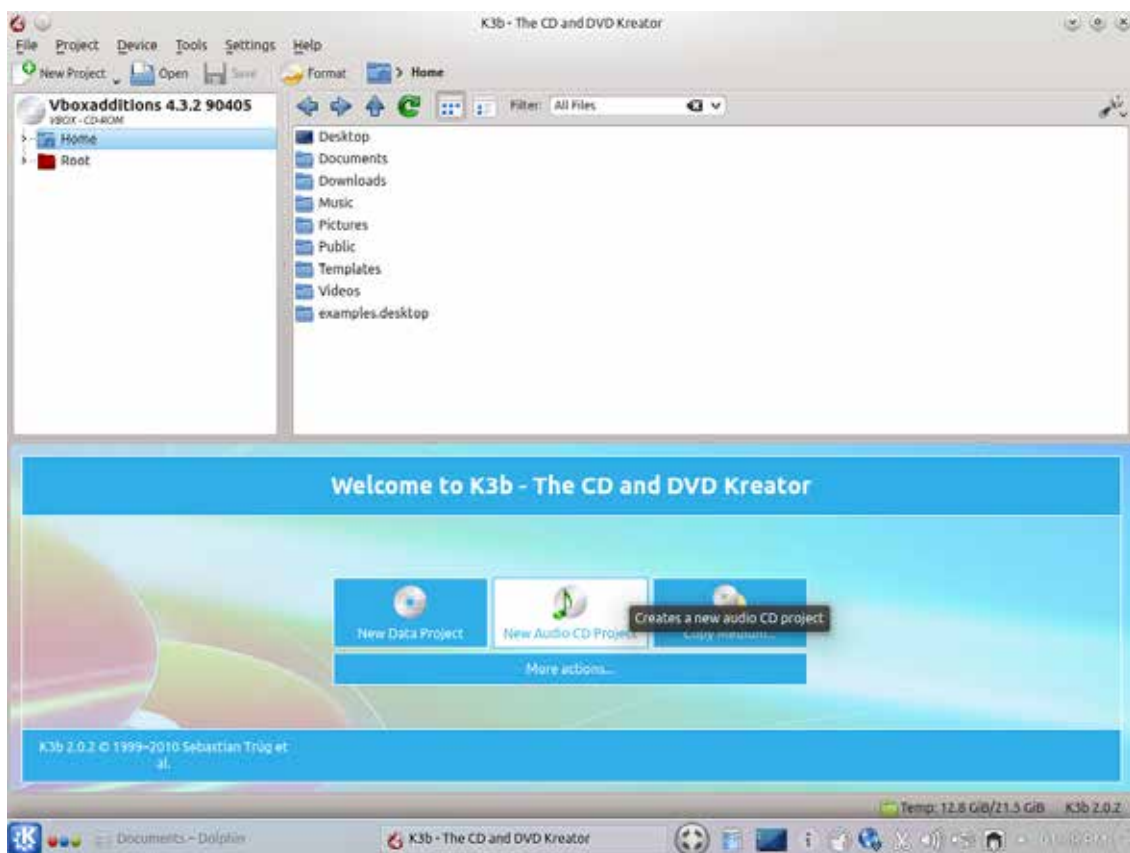 K3b - The CD and DVD Kreator
File Project Device Tools Settings Help
New Project Open Save Format > Home
Vboxadditions 4.3.2 90405
VBOX - CD-ROM
Home
Root
Filter: All Files
Desktop
Documents
Downloads
Music
Pictures
Public
Templates
Videos
examples.desktop
Welcome to K3b - The CD and DVD Kreator
New Data Project
New Audio CD Project
Copy Medium...
Creates a new audio CD project
More actions...
K3b 2.0.2 © 1999–2010 Sebastian Trüg et
al.
Temp: 12.8 GiB/21.5 GiB K3b 2.0.2
Documents – Dolphin
K3b - The CD and DVD Kreator